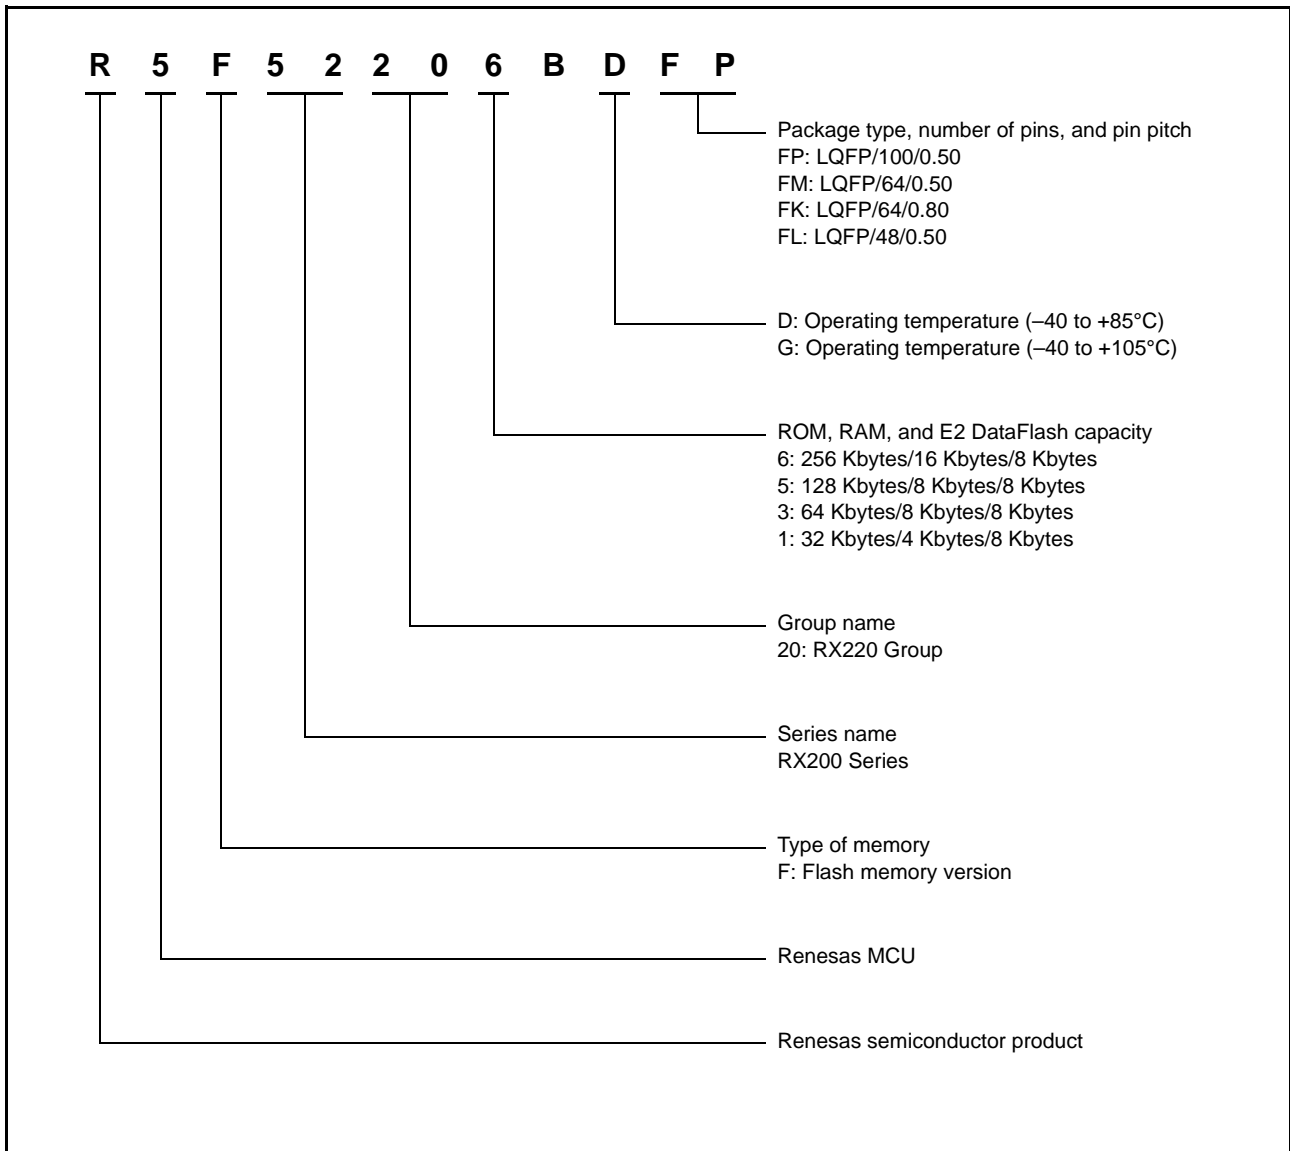 R 5 F 5 2 2 0 6 B D F P
Package type, number of pins, and pin pitch
FP: LQFP/100/0.50
FM: LQFP/64/0.50
FK: LQFP/64/0.80
FL: LQFP/48/0.50
D: Operating temperature (–40 to +85°C)
G: Operating temperature (–40 to +105°C)
ROM, RAM, and E2 DataFlash capacity
6: 256 Kbytes/16 Kbytes/8 Kbytes
5: 128 Kbytes/8 Kbytes/8 Kbytes
3: 64 Kbytes/8 Kbytes/8 Kbytes
1: 32 Kbytes/4 Kbytes/8 Kbytes
Group name
20: RX220 Group
Series name
RX200 Series
Type of memory
F: Flash memory version
Renesas MCU
Renesas semiconductor product